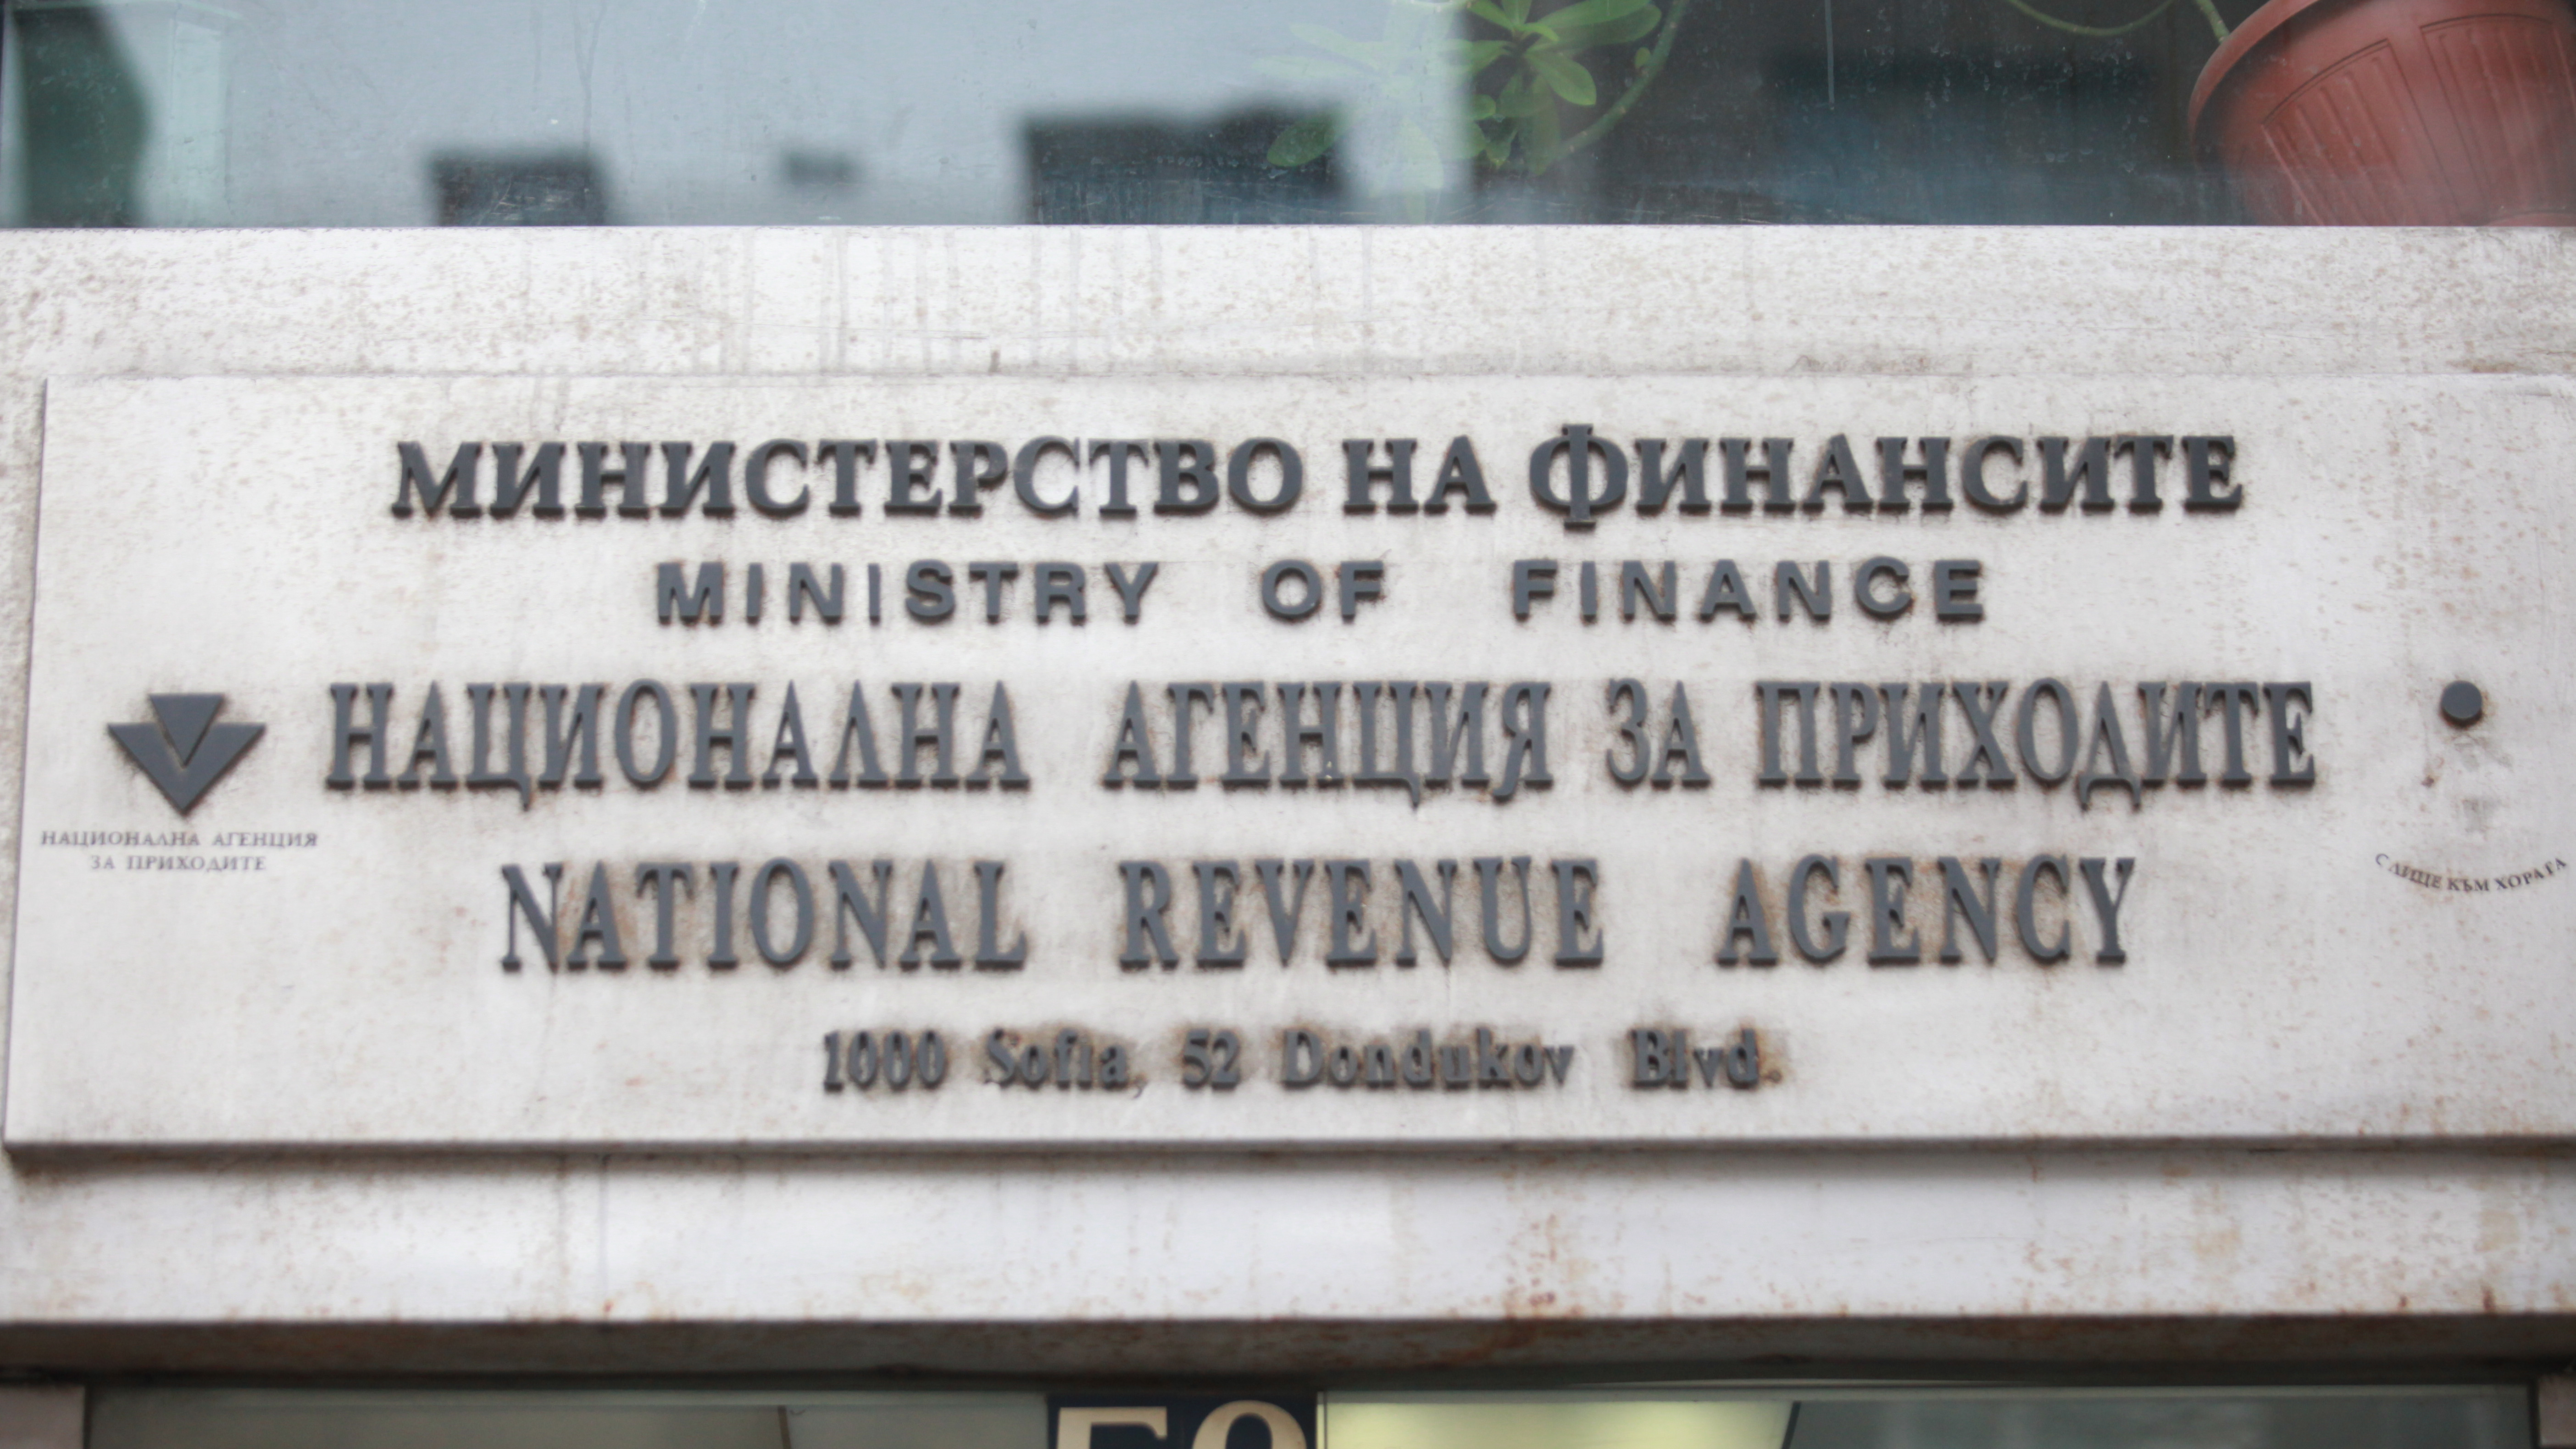 МИНИСТЕРСТВО НА ФИНАНСИТЕ
MINISTRY OF FINANCE
НАЦИОНАЛНА АГЕНЦИЯ ЗА ПРИХОДИТЕ
НАЦИОНАЛНА АГЕНЦИЯ
ЗА ПРИХОДИТЕ
С ЛИЦЕ КЪМ ХОРАТА
NATIONAL REVENUE AGENCY
1000 Sofia, 52 Dondukov Blvd.
52